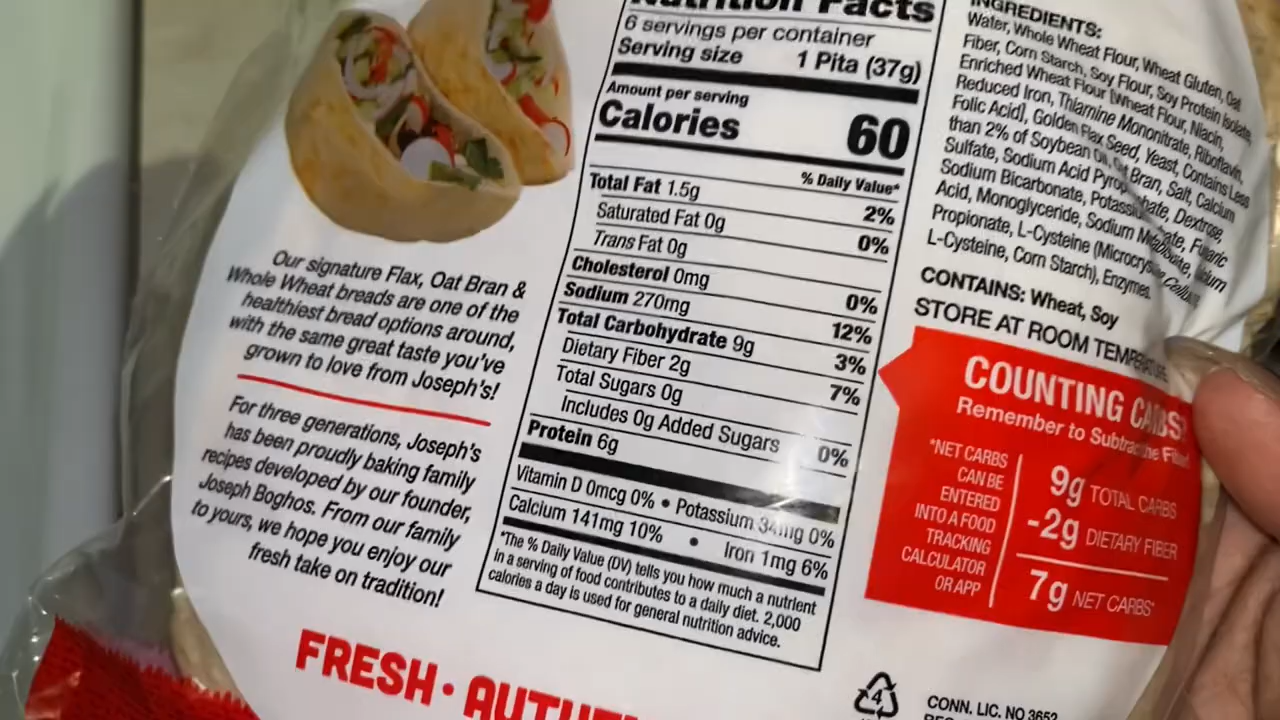 Our signature Flax, Oat Bran &
Whole Wheat breads are one of the
healthiest bread options around,
with the same great taste you've
grown to love from Joseph's!
For three generations, Joseph's
has been proudly baking family
recipes developed by our founder,
Joseph Boghos. From our family
to yours, we hope you enjoy our
fresh take on tradition!
FRESH •
Nutrition Facts
6 servings per container
Serving size 1 Pita (37g)
Amount per serving
Calories 60
% Daily Value*
Total Fat 1.5g 2%
Saturated Fat 0g 0%
Trans Fat 0g
Cholesterol 0mg 0%
Sodium 270mg 12%
Total Carbohydrate 9g 3%
Dietary Fiber 2g 7%
Total Sugars 0g
Includes 0g Added Sugars 0%
Protein 6g
Vitamin D 0mcg 0% • Potassium 34mg 0%
Calcium 141mg 10% • Iron 1mg 6%
*The % Daily Value (DV) tells you how much a nutrient
in a serving of food contributes to a daily diet. 2,000
calories a day is used for general nutrition advice.
INGREDIENTS:
Water, Whole Wheat Flour, Wheat Gluten, Oat
Fiber, Corn Starch, Soy Flour, Soy Protein Isolate,
Enriched Wheat Flour [Wheat Flour, Niacin,
Reduced Iron, Thiamine Mononitrate, Riboflavin,
Folic Acid], Golden Flax Seed, Yeast, Contains Less
than 2% of Soybean Oil, Oat Bran, Salt, Calcium
Sulfate, Sodium Acid Dextrose,
Sodium Bicarbonate, Fumaric
Acid, Monoglyceride, Sodium Calcium
Propionate, L-Cysteine
L-Cysteine, Corn Starch), Enzymes.
CONTAINS: Wheat, Soy
STORE AT ROOM TEMPERATURE
COUNTING CARBS?
Remember to Subtract the Fiber!
*NET CARBS
CAN BE
ENTERED
INTO A FOOD
TRACKING
CALCULATOR
OR APP
9g TOTAL CARBS
-2g DIETARY FIBER
7g NET CARBS*
4
CONN. LIC. NO 3652